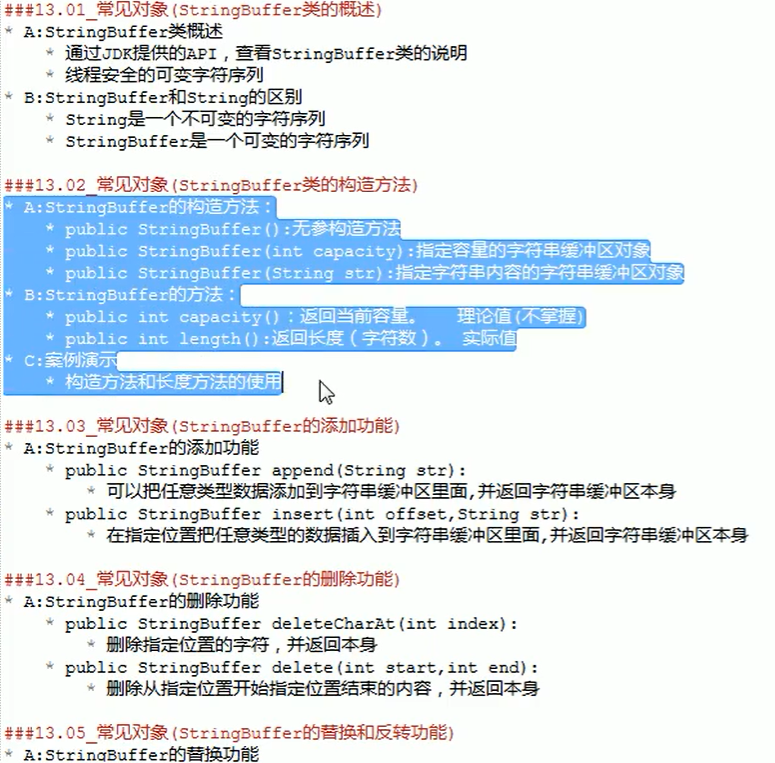 ###13.01_常见对象(StringBuffer类的概述)
* A:StringBuffer类概述
    * 通过JDK提供的API，查看StringBuffer类的说明
    * 线程安全的可变字符序列
* B:StringBuffer和String的区别
    * String是一个不可变的字符序列
    * StringBuffer是一个可变的字符序列
###13.02_常见对象(StringBuffer类的构造方法)
* A:StringBuffer的构造方法：
    * public StringBuffer():无参构造方法
    * public StringBuffer(int capacity):指定容量的字符串缓冲区对象
    * public StringBuffer(String str):指定字符串内容的字符串缓冲区对象
* B:StringBuffer的方法：
    * public int capacity()：返回当前容量。    理论值(不掌握)
    * public int length():返回长度（字符数）。 实际值
* C:案例演示
    * 构造方法和长度方法的使用
###13.03_常见对象(StringBuffer的添加功能)
* A:StringBuffer的添加功能
    * public StringBuffer append(String str):
        * 可以把任意类型数据添加到字符串缓冲区里面,并返回字符串缓冲区本身
    * public StringBuffer insert(int offset,String str):
        * 在指定位置把任意类型的数据插入到字符串缓冲区里面,并返回字符串缓冲区本身
###13.04_常见对象(StringBuffer的删除功能)
* A:StringBuffer的删除功能
    * public StringBuffer deleteCharAt(int index):
        * 删除指定位置的字符，并返回本身
    * public StringBuffer delete(int start,int end):
        * 删除从指定位置开始指定位置结束的内容，并返回本身
###13.05_常见对象(StringBuffer的替换和反转功能)
* A:StringBuffer的替换功能